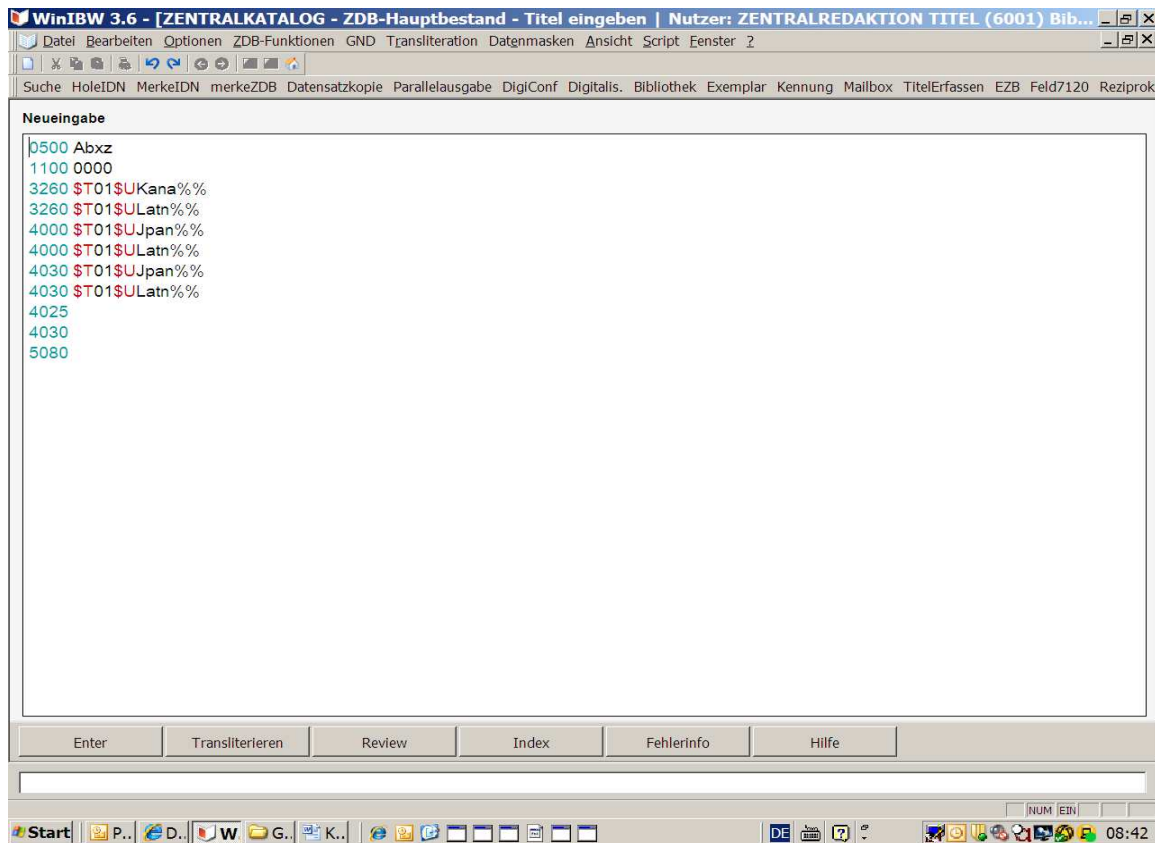 WinIBW 3.6 - [ZENTRALKATALOG - ZDB-Hauptbestand - Titel eingeben | Nutzer: ZENTRALREDAKTION TITEL (6001) Bib...
Datei Bearbeiten Optionen ZDB-Funktionen GND Transliteration Datenmasken Ansicht Script Fenster ?
Suche HoleIDN MerkeIDN merkeZDB Datensatzkopie Parallelausgabe DigiConf Digitalis. Bibliothek Exemplar Kennung Mailbox TitelErfassen EZB Feld7120 Reziprok
Neueingabe
0500 Abxz
1100 0000
3260 $T01$UKana%%
3260 $T01$ULatn%%
4000 $T01$UJpan%%
4000 $T01$ULatn%%
4030 $T01$UJpan%%
4030 $T01$ULatn%%
4025
4030
5080
Enter Transliterieren Review Index Fehlerinfo Hilfe
NUM EIN
Start P.. D.. W G.. K.. DE 08:42